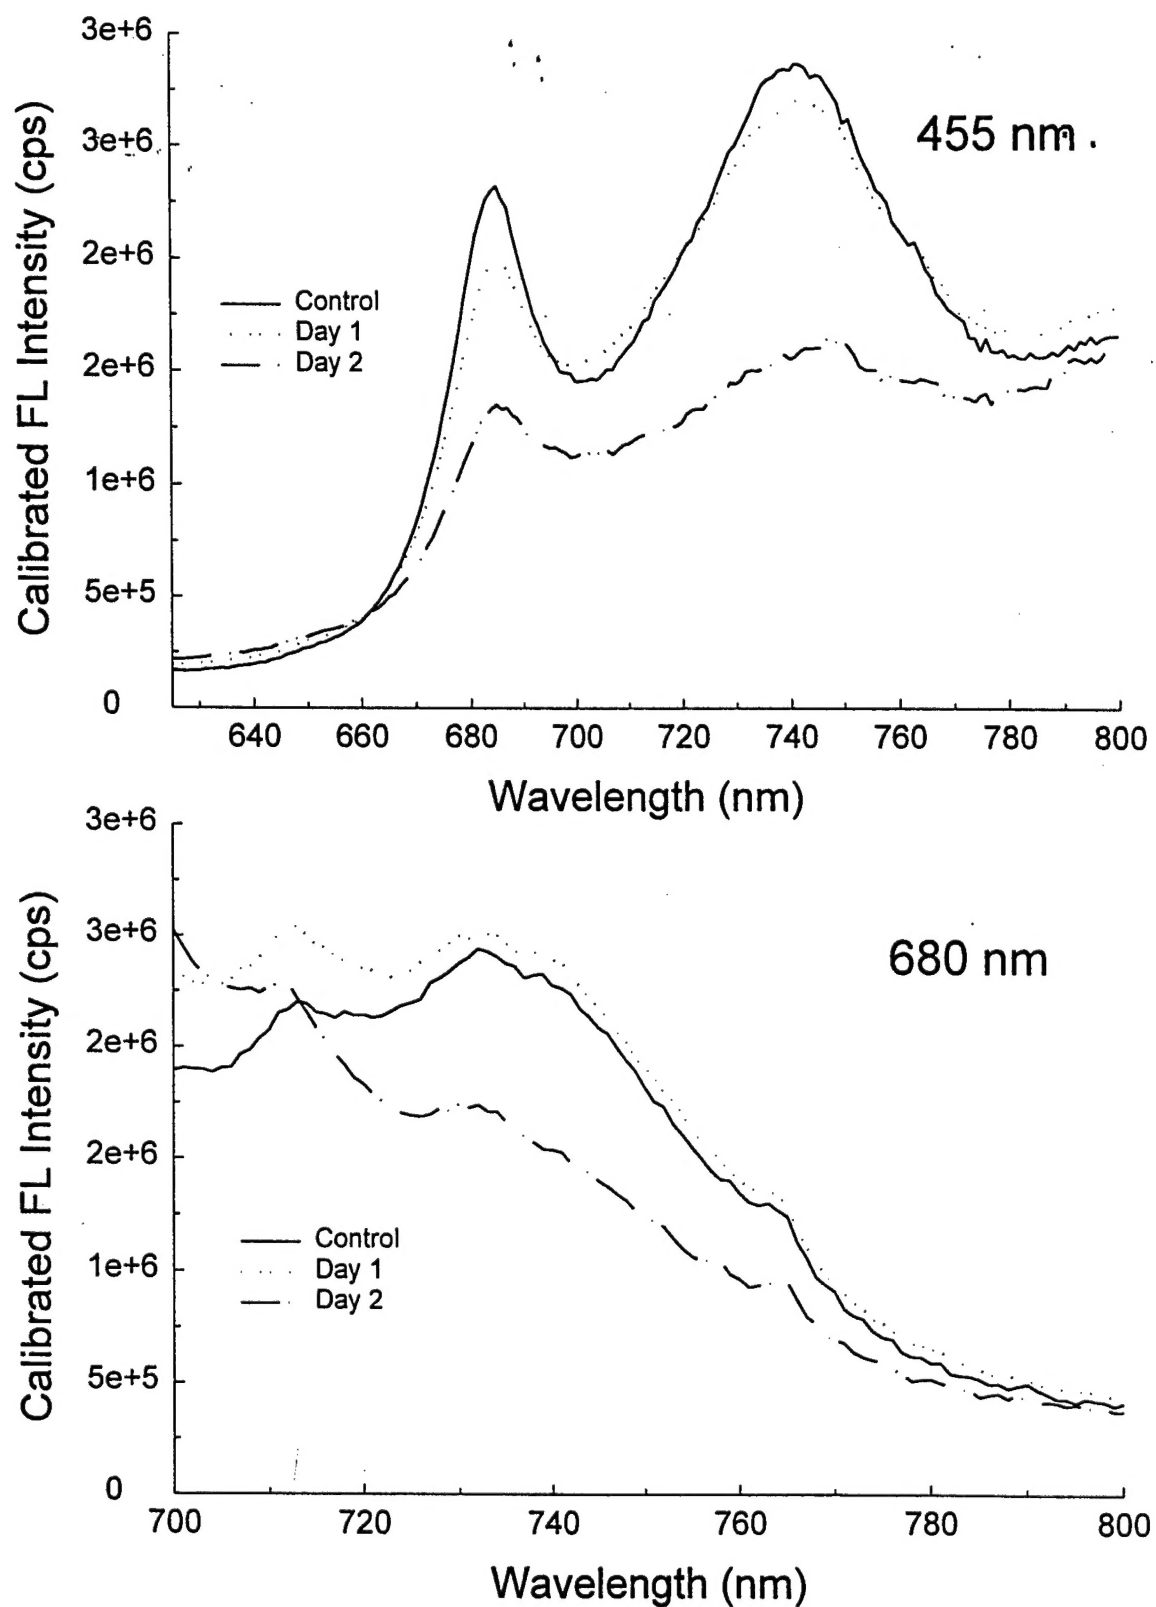 Calibrated FL Intensity (cps)
3e+6
3e+6
2e+6
2e+6
1e+6
5e+5
0
455 nm
Control
Day 1
Day 2
640 660 680 700 720 740 760 780 800
Wavelength (nm)
Calibrated FL Intensity (cps)
3e+6
3e+6
2e+6
2e+6
1e+6
5e+5
0
680 nm
Control
Day 1
Day 2
700 720 740 760 780 800
Wavelength (nm)